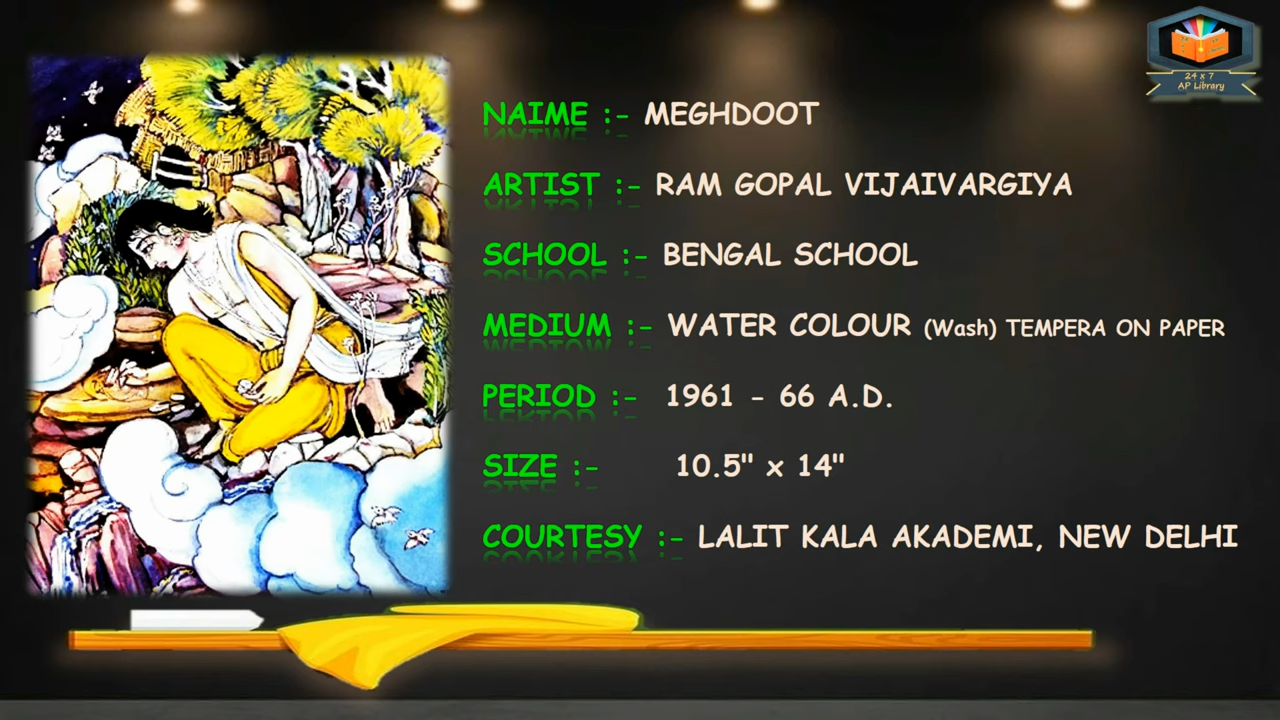 24 x 7
AP Library
NAIME :- MEGHDOOT
ARTIST :- RAM GOPAL VIJAIVARGIYA
SCHOOL :- BENGAL SCHOOL
MEDIUM :- WATER COLOUR (Wash) TEMPERA ON PAPER
PERIOD :- 1961 - 66 A.D.
SIZE :- 10.5" x 14"
COURTESY :- LALIT KALA AKADEMI, NEW DELHI